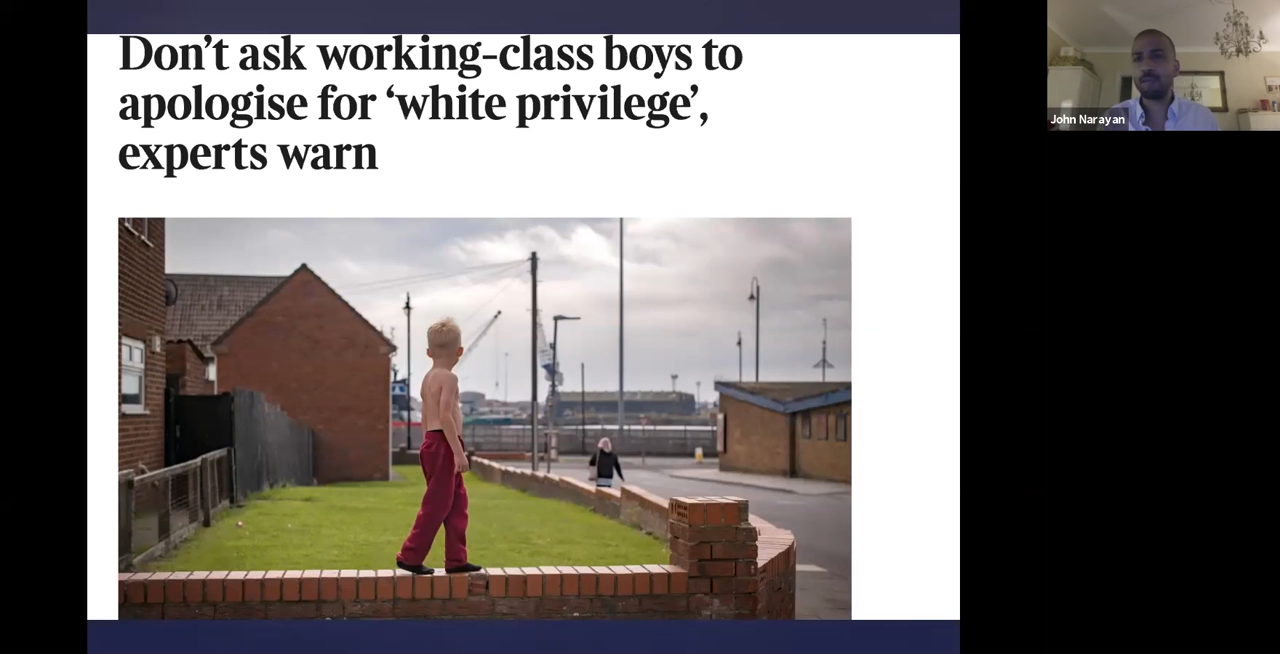 Don’t ask working-class boys to
apologise for ‘white privilege’,
experts warn
John Narayan